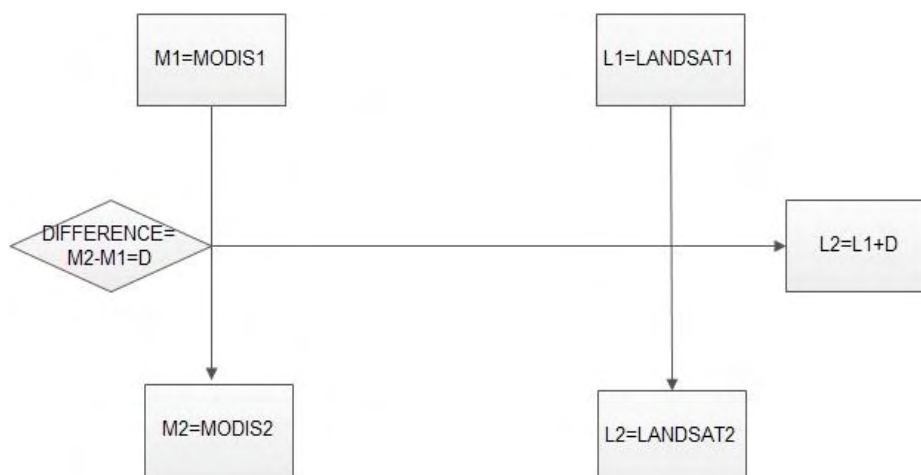 M1=MODIS1
L1=LANDSAT1
DIFFERENCE=
M2-M1=D
L2=L1+D
M2=MODIS2
L2=LANDSAT2